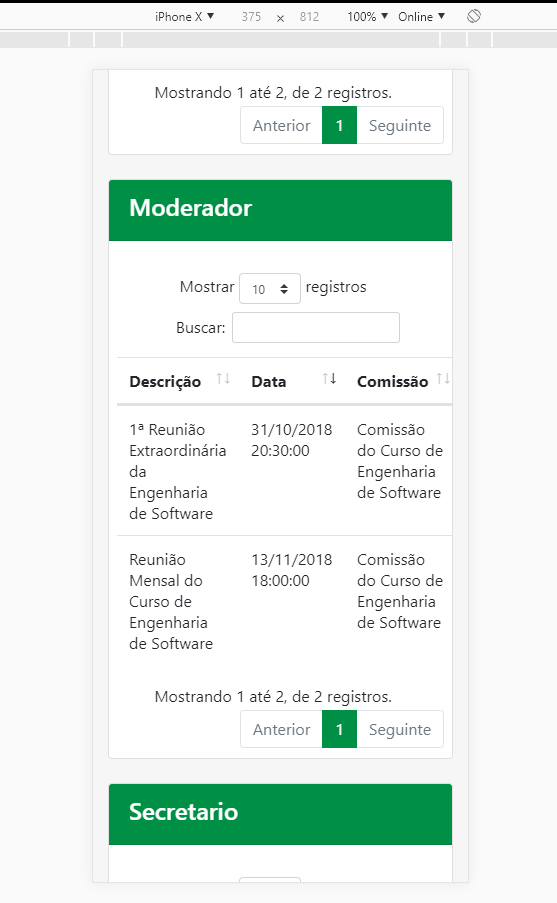 iPhone X ▼ 375 × 812 100% ▼ Online ▼
Mostrando 1 até 2, de 2 registros.
Anterior 1 Seguinte
Moderador
Mostrar 10 registros
Buscar:
Descrição Data Comissão
1ª Reunião Extraordinária da Engenharia de Software 31/10/2018 20:30:00 Comissão do Curso de Engenharia de Software
Reunião Mensal do Curso de Engenharia de Software 13/11/2018 18:00:00 Comissão do Curso de Engenharia de Software
Mostrando 1 até 2, de 2 registros.
Anterior 1 Seguinte
Secretario